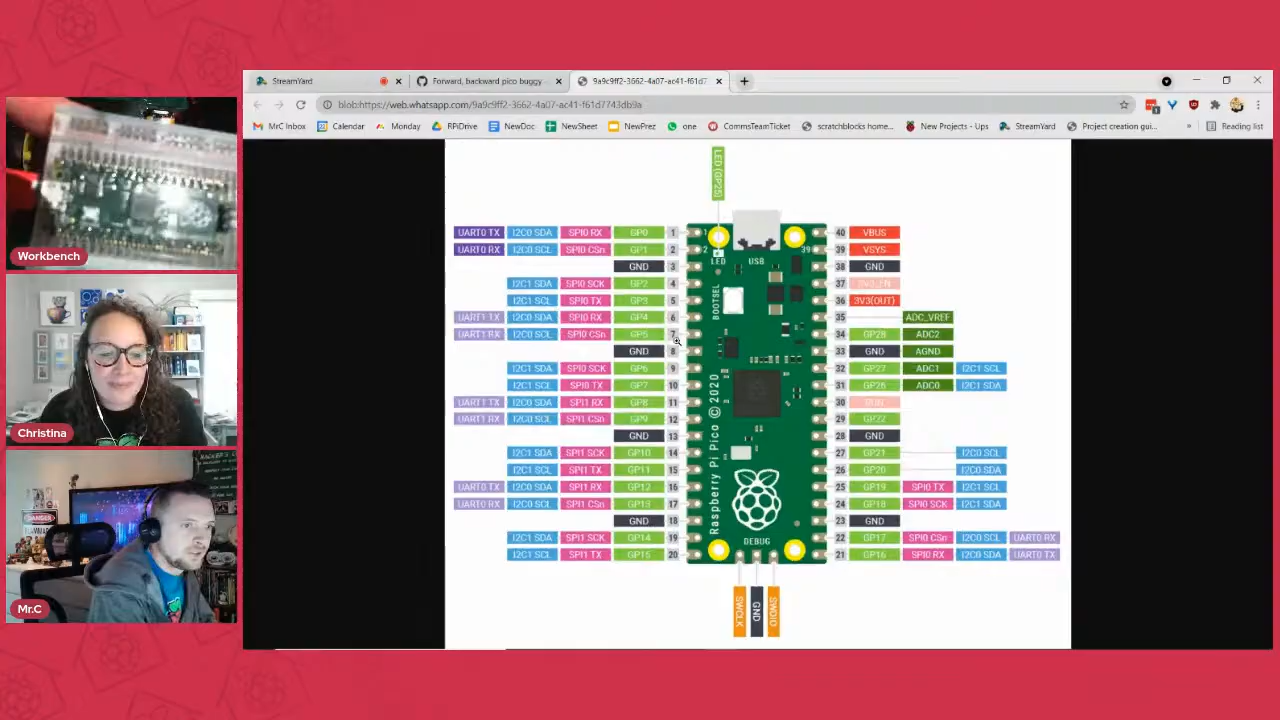 StreamYard
Forward, backward pico buggy
9a9c9ff2-3662-4a07-ac41-f61d7
blob:https://web.whatsapp.com/9a9c9ff2-3662-4a07-ac41-f61d7743db9a
MrC Inbox Calendar Monday RPiDrive NewDoc NewSheet NewPrez one CommsTeamTicket scratchblocks home... New Projects - Ups StreamYard Project creation gui... » Reading list
LED (GP25)
UART0 TX I2C0 SDA SPI0 RX GP0 1 40 VBUS
UART0 RX I2C0 SCL SPI0 CSn GP1 2 39 VSYS
GND 3 38 GND
I2C1 SDA SPI0 SCK GP2 4 37 3V3_EN
I2C1 SCL SPI0 TX GP3 5 36 3V3(OUT)
UART1 TX I2C0 SDA SPI0 RX GP4 6 35 ADC_VREF
UART1 RX I2C0 SCL SPI0 CSn GP5 7 34 GP28 ADC2
GND 8 33 GND AGND
I2C1 SDA SPI0 SCK GP6 9 32 GP27 ADC1 I2C1 SCL
I2C1 SCL SPI0 TX GP7 10 31 GP26 ADC0 I2C1 SDA
UART1 TX I2C0 SDA SPI1 RX GP8 11 30 RUN
UART1 RX I2C0 SCL SPI1 CSn GP9 12 29 GP22
GND 13 28 GND
I2C1 SDA SPI1 SCK GP10 14 27 GP21 I2C0 SCL
I2C1 SCL SPI1 TX GP11 15 26 GP20 I2C0 SDA
UART0 TX I2C0 SDA SPI1 RX GP12 16 25 GP19 SPI0 TX I2C1 SCL
UART0 RX I2C0 SCL SPI1 CSn GP13 17 24 GP18 SPI0 SCK I2C1 SDA
GND 18 23 GND
I2C1 SDA SPI1 SCK GP14 19 22 GP17 SPI0 CSn I2C0 SCL UART0 RX
I2C1 SCL SPI1 TX GP15 20 21 GP16 SPI0 RX I2C0 SDA UART0 TX
1
2 39
LED USB
BOOTSEL
Raspberry Pi Pico © 2020
DEBUG
SWCLK
GND
SWDIO
Workbench
Christina
Mr.C
DANGER